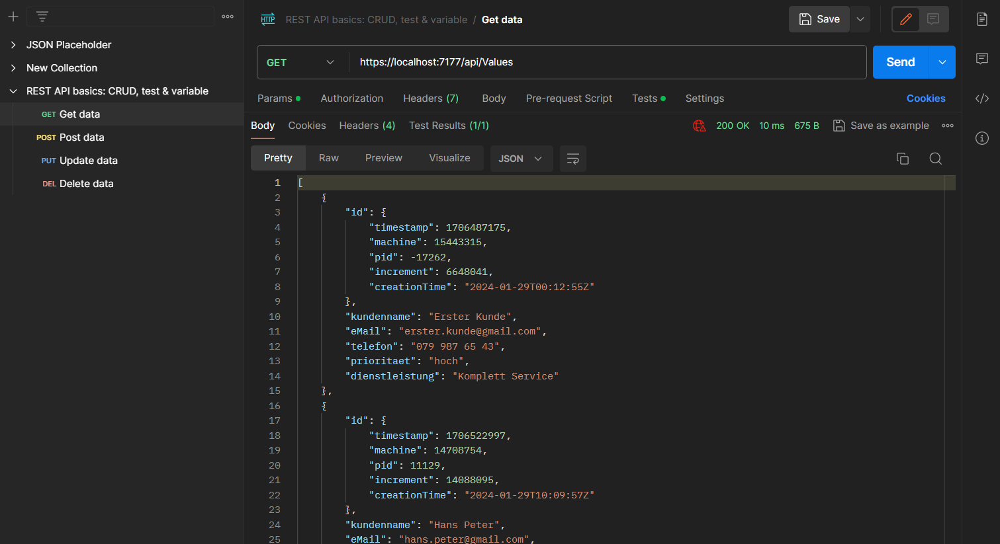 JSON Placeholder
New Collection
REST API basics: CRUD, test & variable
GET Get data
POST Post data
PUT Update data
DEL Delete data
HTTP REST API basics: CRUD, test & variable / Get data
Save
GET https://localhost:7177/api/Values
Send
Params Authorization Headers (7) Body Pre-request Script Tests Settings Cookies
Body Cookies Headers (4) Test Results (1/1) 200 OK 10 ms 675 B Save as example
Pretty Raw Preview Visualize JSON
1 [
2 {
3 "id": {
4 "timestamp": 1706487175,
5 "machine": 15443315,
6 "pid": -17262,
7 "increment": 6648041,
8 "creationTime": "2024-01-29T00:12:55Z"
9 },
10 "kundenname": "Erster Kunde",
11 "eMail": "erster.kunde@gmail.com",
12 "telefon": "079 987 65 43",
13 "prioritaet": "hoch",
14 "dienstleistung": "Komplett Service"
15 },
16 {
17 "id": {
18 "timestamp": 1706522997,
19 "machine": 14708754,
20 "pid": 11129,
21 "increment": 14088095,
22 "creationTime": "2024-01-29T10:09:57Z"
23 },
24 "kundenname": "Hans Peter",
25 "eMail": "hans.peter@gmail.com",